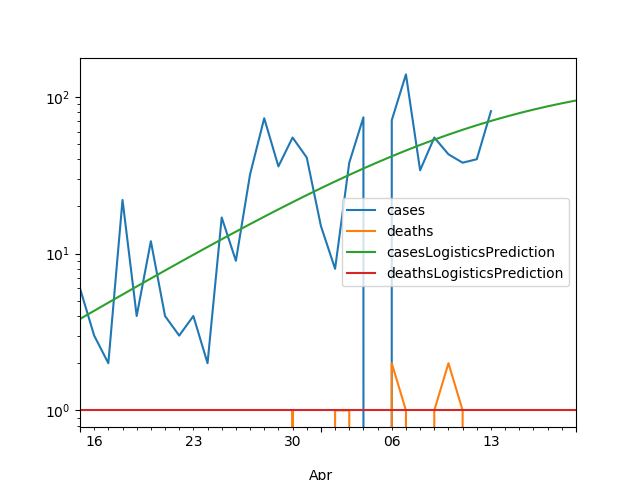 10²
10¹
10⁰
cases
deaths
casesLogisticsPrediction
deathsLogisticsPrediction
16 23 30 06 13
Apr